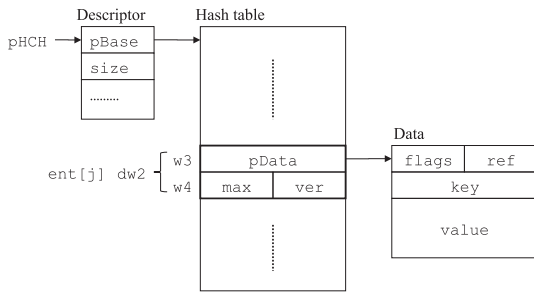 Descriptor
Hash table
pHCH
pBase
size
.........
Data
ent[j] dw2
w3
pData
w4
max
ver
flags
ref
key
value